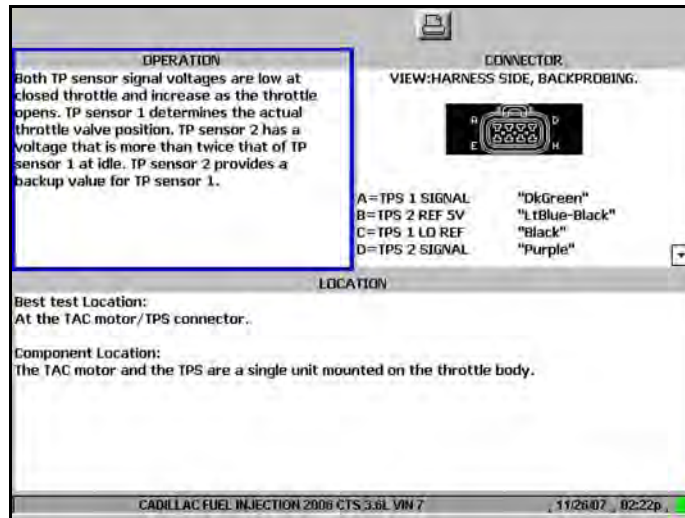 OPERATION
Both TP sensor signal voltages are low at
closed throttle and increase as the throttle
opens. TP sensor 1 determines the actual
throttle valve position. TP sensor 2 has a
voltage that is more than twice that of TP
sensor 1 at idle. TP sensor 2 provides a
backup value for TP sensor 1.
CONNECTOR
VIEW:HARNESS SIDE, BACKPROBING.
A D
E H
A=TPS 1 SIGNAL "DkGreen"
B=TPS 2 REF 5V "LtBlue-Black"
C=TPS 1 LO REF "Black"
D=TPS 2 SIGNAL "Purple"
LOCATION
Best test Location:
At the TAC motor/TPS connector.
Component Location:
The TAC motor and the TPS are a single unit mounted on the throttle body.
CADILLAC FUEL INJECTION 2006 CTS 3.6L VIN 7 , 11/26/07 , 02:22p ,